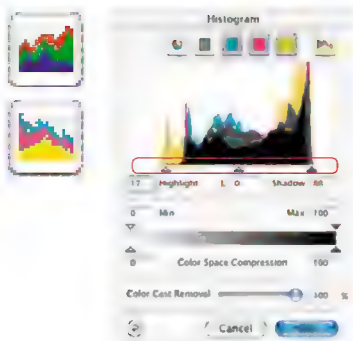 Histogram
17 Highlight L 0 Shadow 88
0 Min Max 100
0 Color Space Compression 100
Color Cast Removal 100 %
Cancel